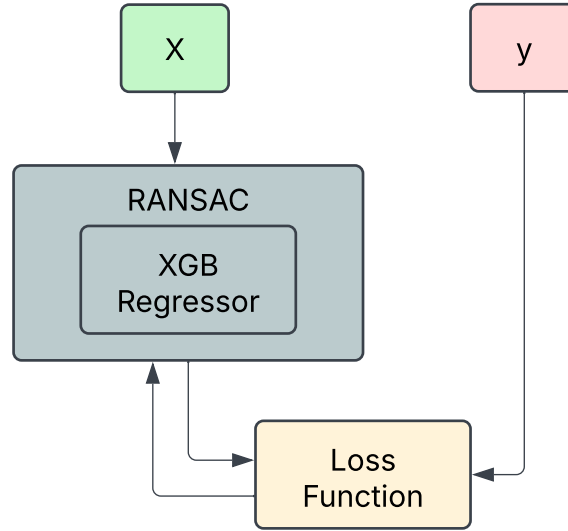 X
y
RANSAC
XGB
Regressor
Loss
Function